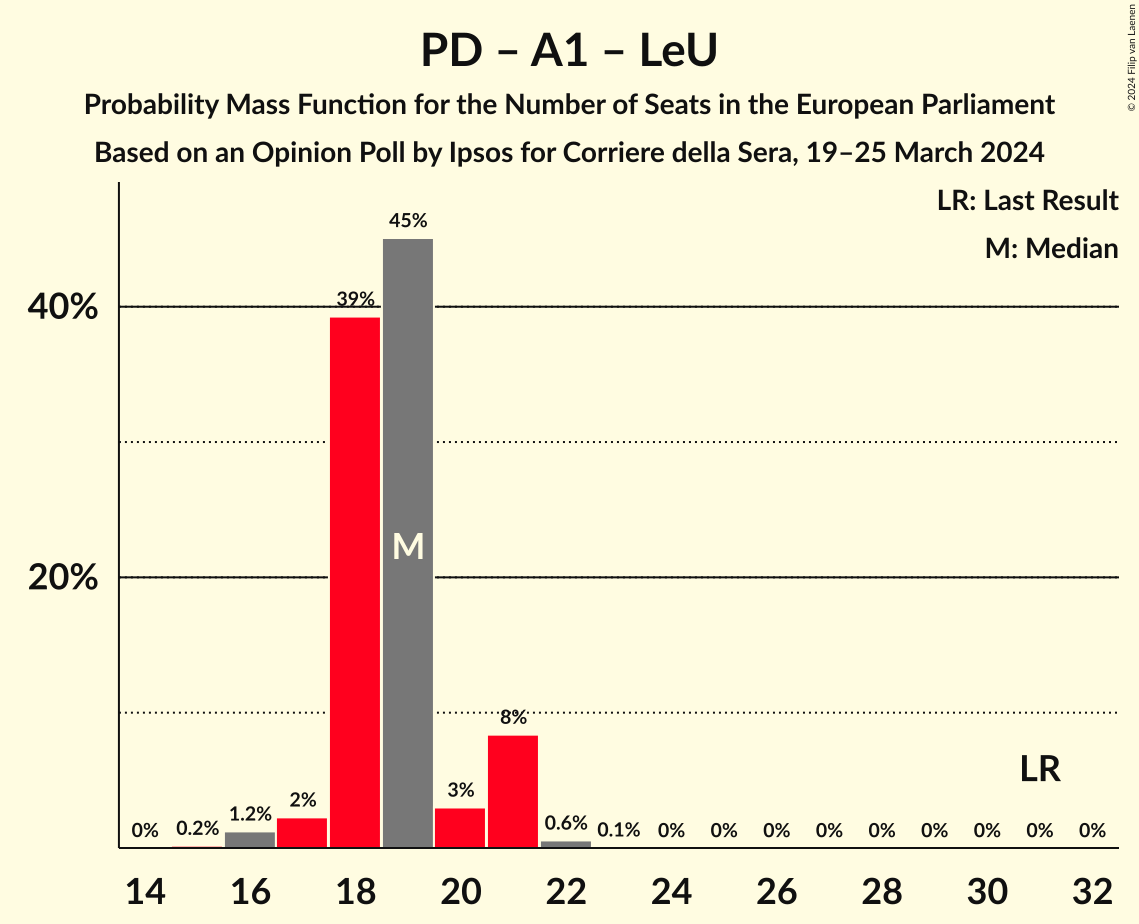 PD – A1 – LeU
Probability Mass Function for the Number of Seats in the European Parliament
Based on an Opinion Poll by Ipsos for Corriere della Sera, 19–25 March 2024
© 2024 Filip van Laenen
LR: Last Result
M: Median
45%
39%
40%
M
20%
8%
LR
3%
2%
1.2%
0.6%
0% 0.2% 0.1% 0% 0% 0% 0% 0% 0% 0% 0% 0%
14 16 18 20 22 24 26 28 30 32